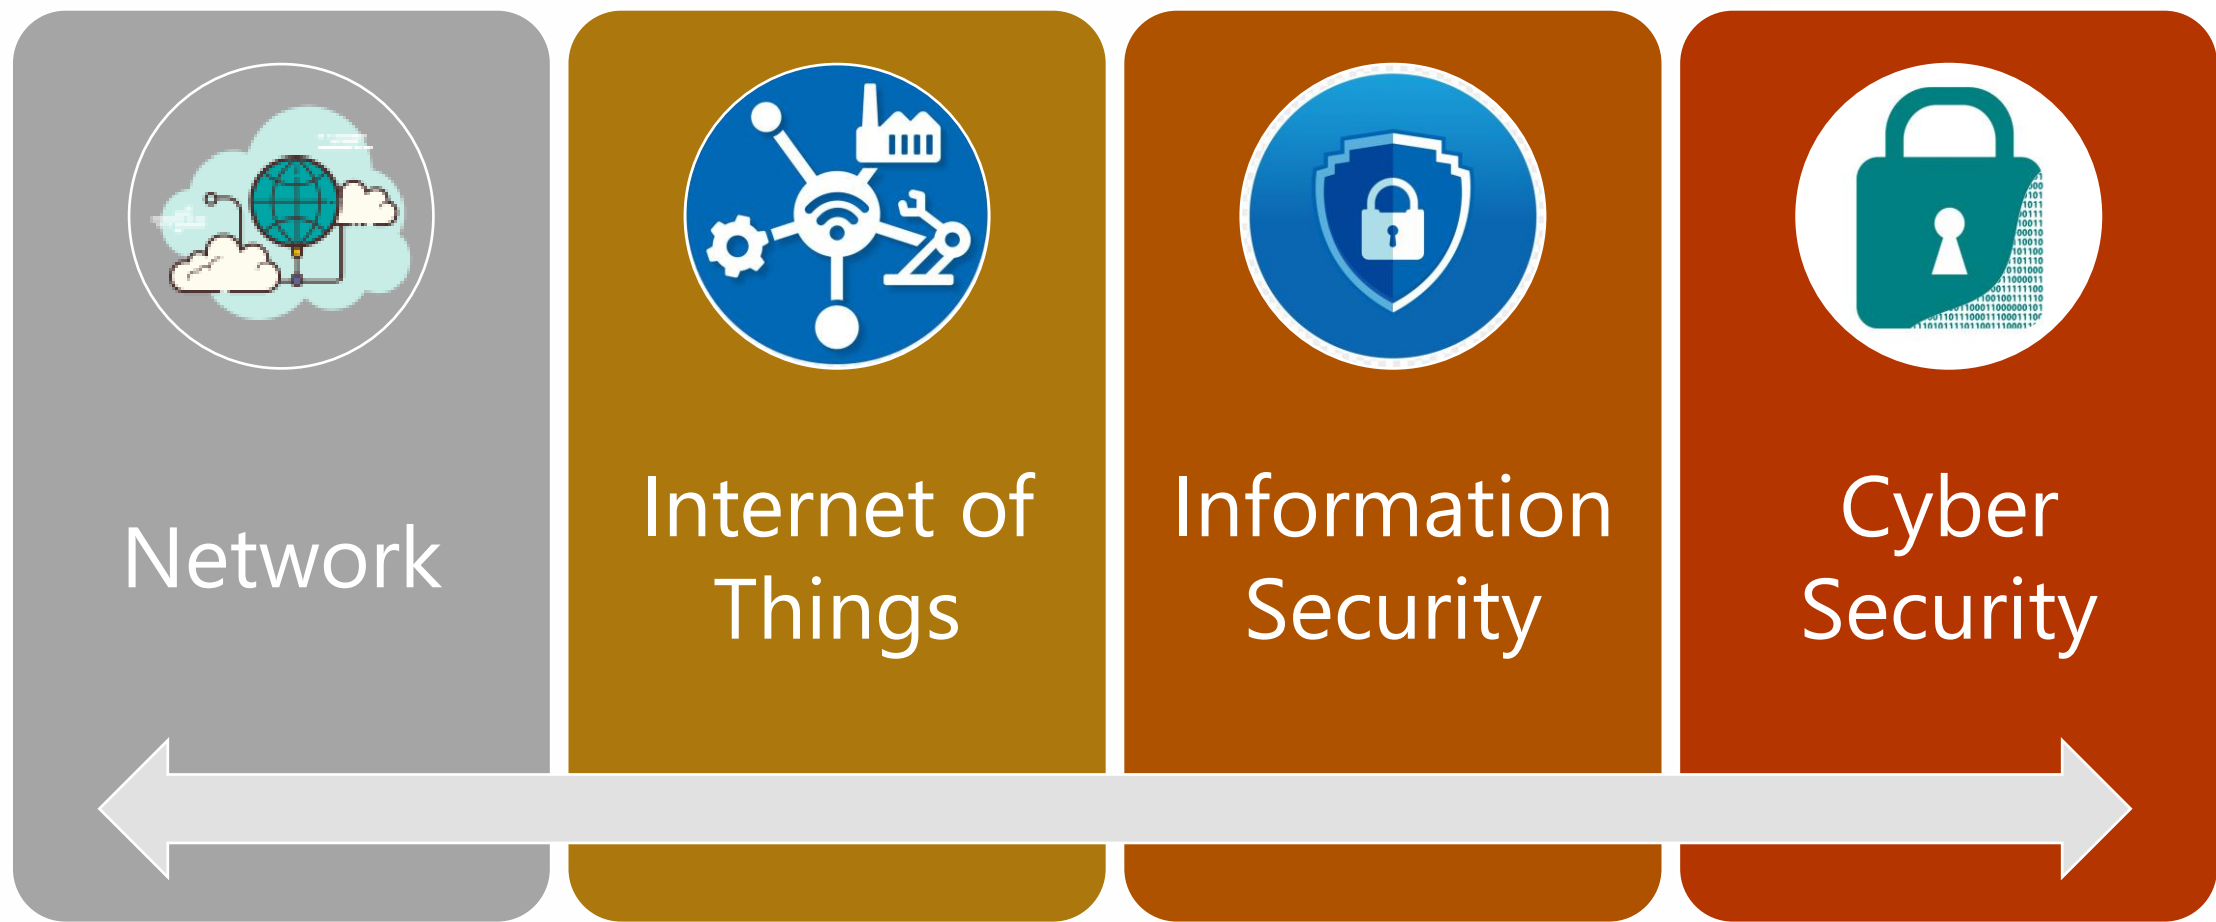 Network
Internet of
Things
Information
Security
Cyber
Security